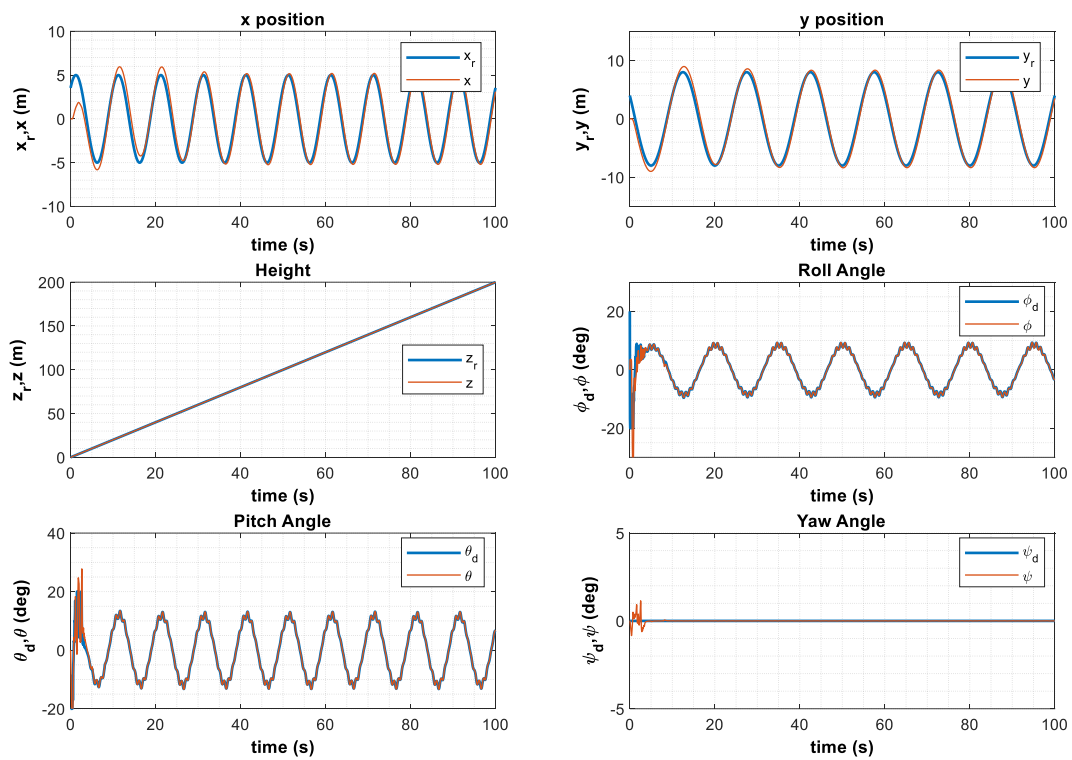 x position
10
5
0
-5
-10
x_r,x (m)
x_r
x
0 20 40 60 80 100
time (s)
y position
10
0
-10
y_r,y (m)
y_r
y
0 20 40 60 80 100
time (s)
Height
200
150
100
50
0
z_r,z (m)
z_r
z
0 20 40 60 80 100
time (s)
Roll Angle
20
0
-20
ϕ_d,ϕ (deg)
ϕ_d
ϕ
0 20 40 60 80 100
time (s)
Pitch Angle
40
20
0
-20
θ_d,θ (deg)
θ_d
θ
0 20 40 60 80 100
time (s)
Yaw Angle
5
0
-5
ψ_d,ψ (deg)
ψ_d
ψ
0 20 40 60 80 100
time (s)